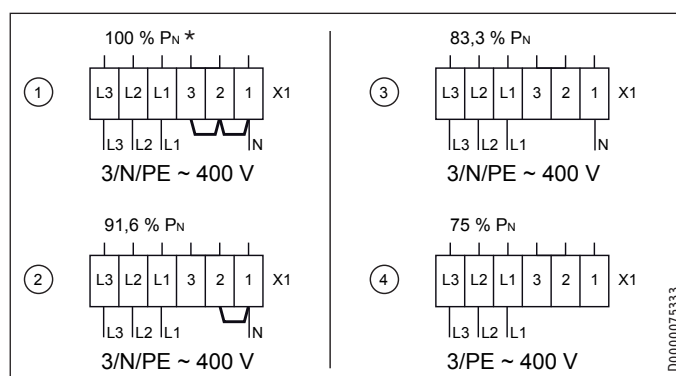 100 % PN *
1
L3 L2 L1 3 2 1 X1
L3 L2 L1 N
3/N/PE ~ 400 V
91,6 % PN
2
L3 L2 L1 3 2 1 X1
L3 L2 L1 N
3/N/PE ~ 400 V
83,3 % PN
3
L3 L2 L1 3 2 1 X1
L3 L2 L1 N
3/N/PE ~ 400 V
75 % PN
4
L3 L2 L1 3 2 1 X1
L3 L2 L1
3/PE ~ 400 V
D0000075333